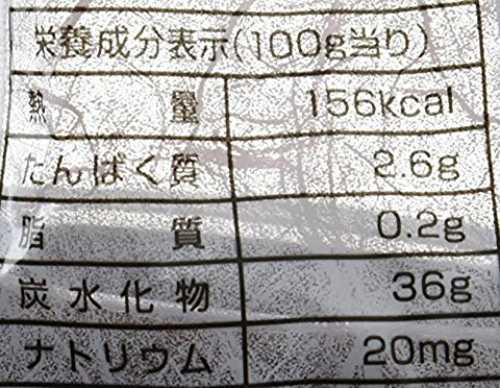 栄養成分表示(100g当り)
熱量 156kcal
たんぱく質 2.6g
脂質 0.2g
炭水化物 36g
ナトリウム 20mg